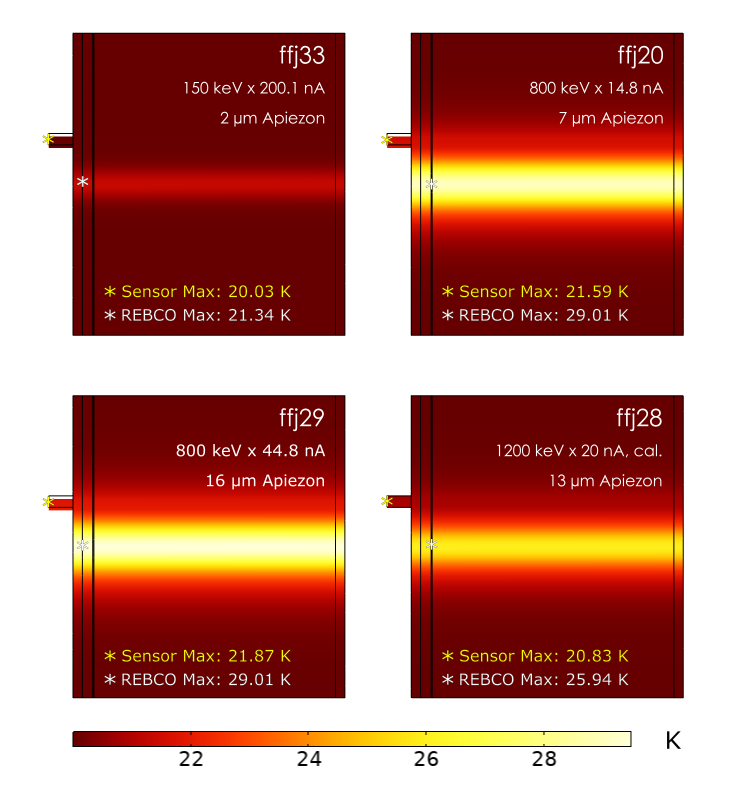 ffj33
150 keV x 200.1 nA
2 µm Apiezon
* Sensor Max: 20.03 K
* REBCO Max: 21.34 K
ffj20
800 keV x 14.8 nA
7 µm Apiezon
* Sensor Max: 21.59 K
* REBCO Max: 29.01 K
ffj29
800 keV x 44.8 nA
16 µm Apiezon
* Sensor Max: 21.87 K
* REBCO Max: 29.01 K
ffj28
1200 keV x 20 nA, cal.
13 µm Apiezon
* Sensor Max: 20.83 K
* REBCO Max: 25.94 K
22 24 26 28 K